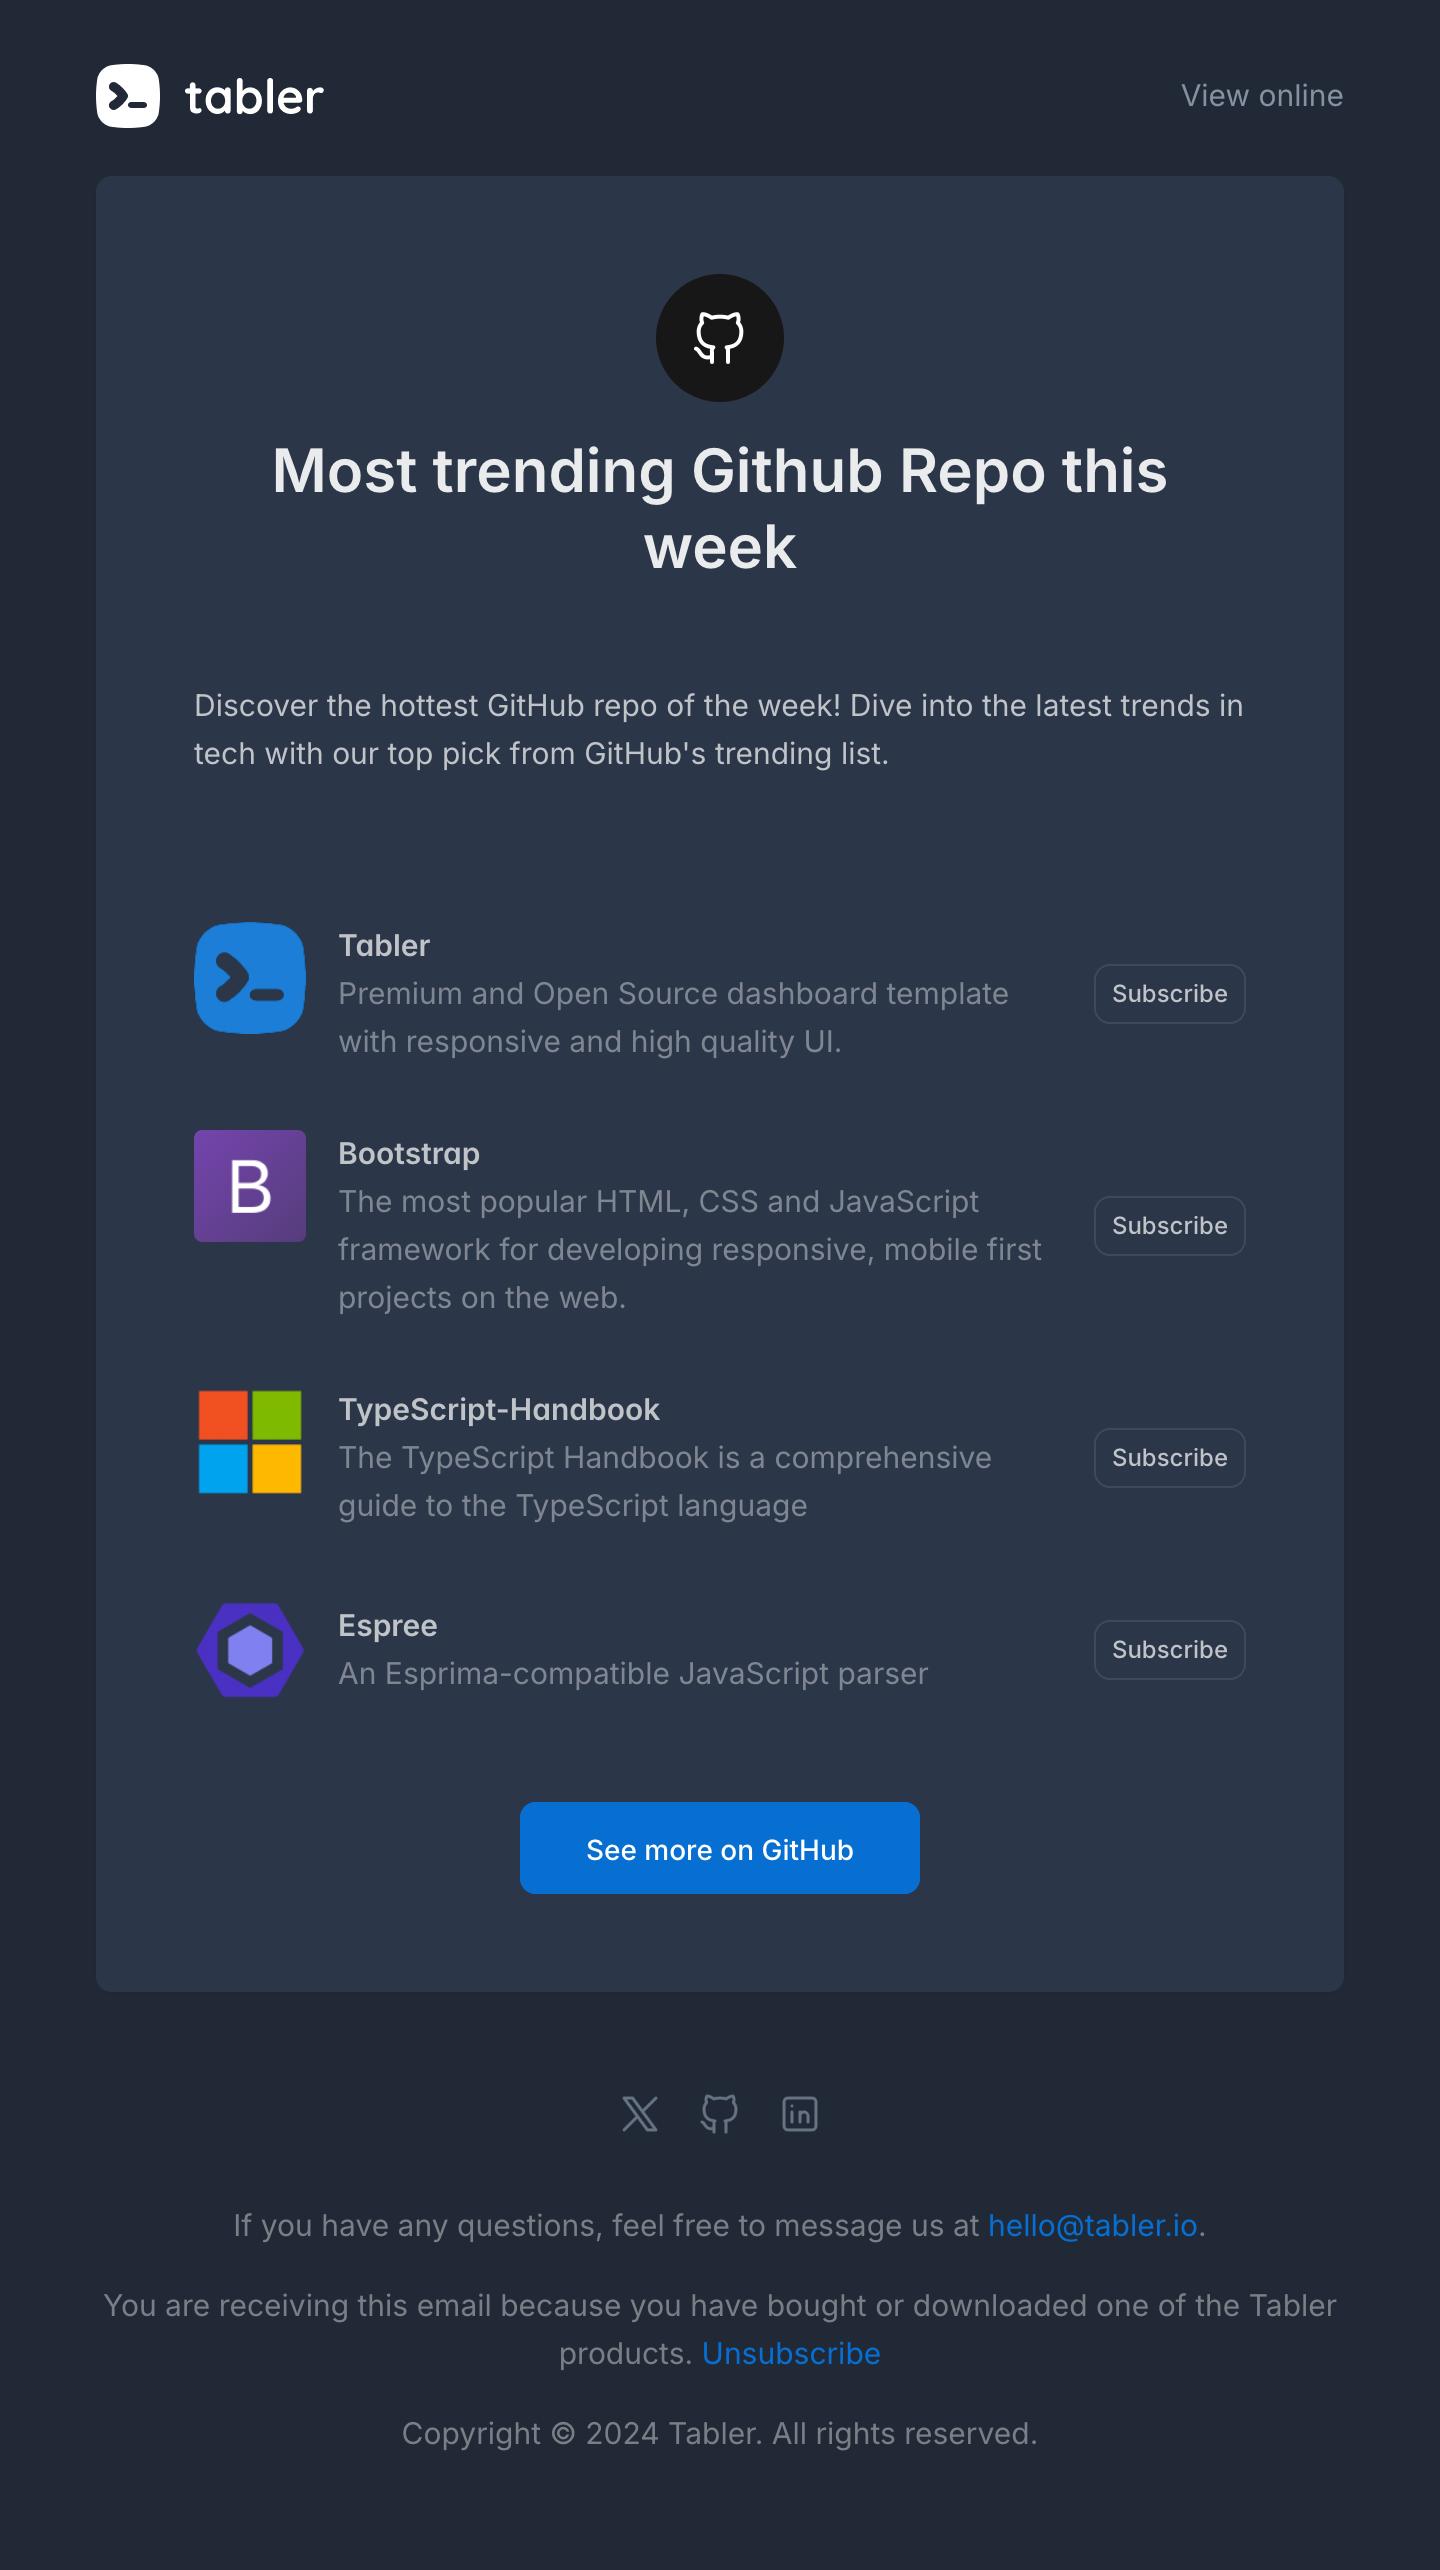 tabler
View online
Most trending Github Repo this
week
Discover the hottest GitHub repo of the week! Dive into the latest trends in
tech with our top pick from GitHub's trending list.
Tabler
Premium and Open Source dashboard template
with responsive and high quality UI.
Subscribe
B
Bootstrap
The most popular HTML, CSS and JavaScript
framework for developing responsive, mobile first
projects on the web.
Subscribe
TypeScript-Handbook
The TypeScript Handbook is a comprehensive
guide to the TypeScript language
Subscribe
Espree
An Esprima-compatible JavaScript parser
Subscribe
See more on GitHub
If you have any questions, feel free to message us at hello@tabler.io.
You are receiving this email because you have bought or downloaded one of the Tabler
products. Unsubscribe
Copyright © 2024 Tabler. All rights reserved.